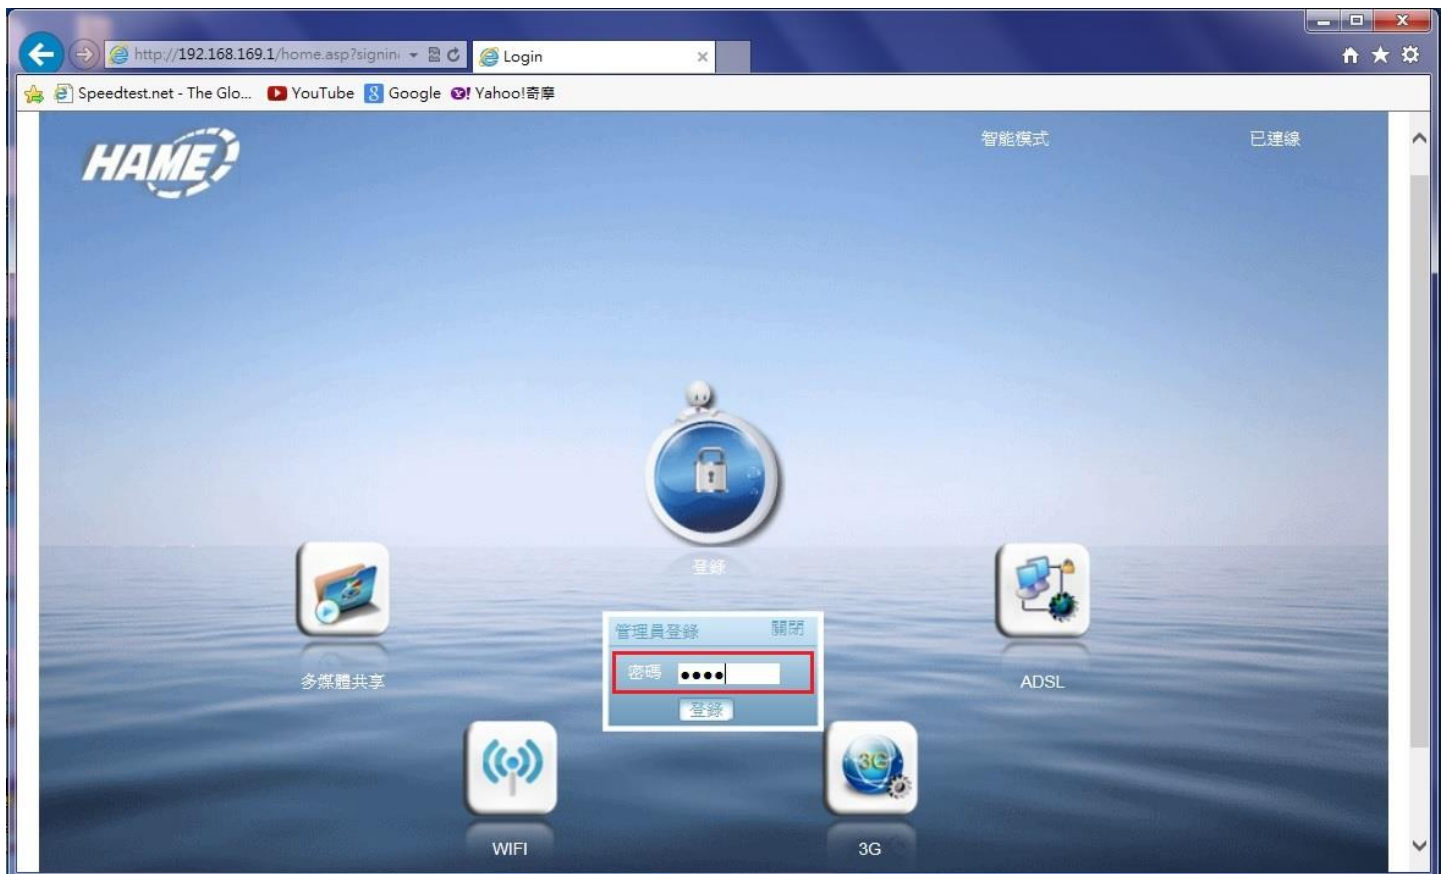 http://192.168.169.1/home.asp?signin
Login
Speedtest.net - The Glo...
YouTube
Google
Yahoo!奇摩
HAME
智能模式
已連線
登錄
管理員登錄 關閉
密碼 ●●●●
登錄
多媒體共享
ADSL
3G
WIFI
3G